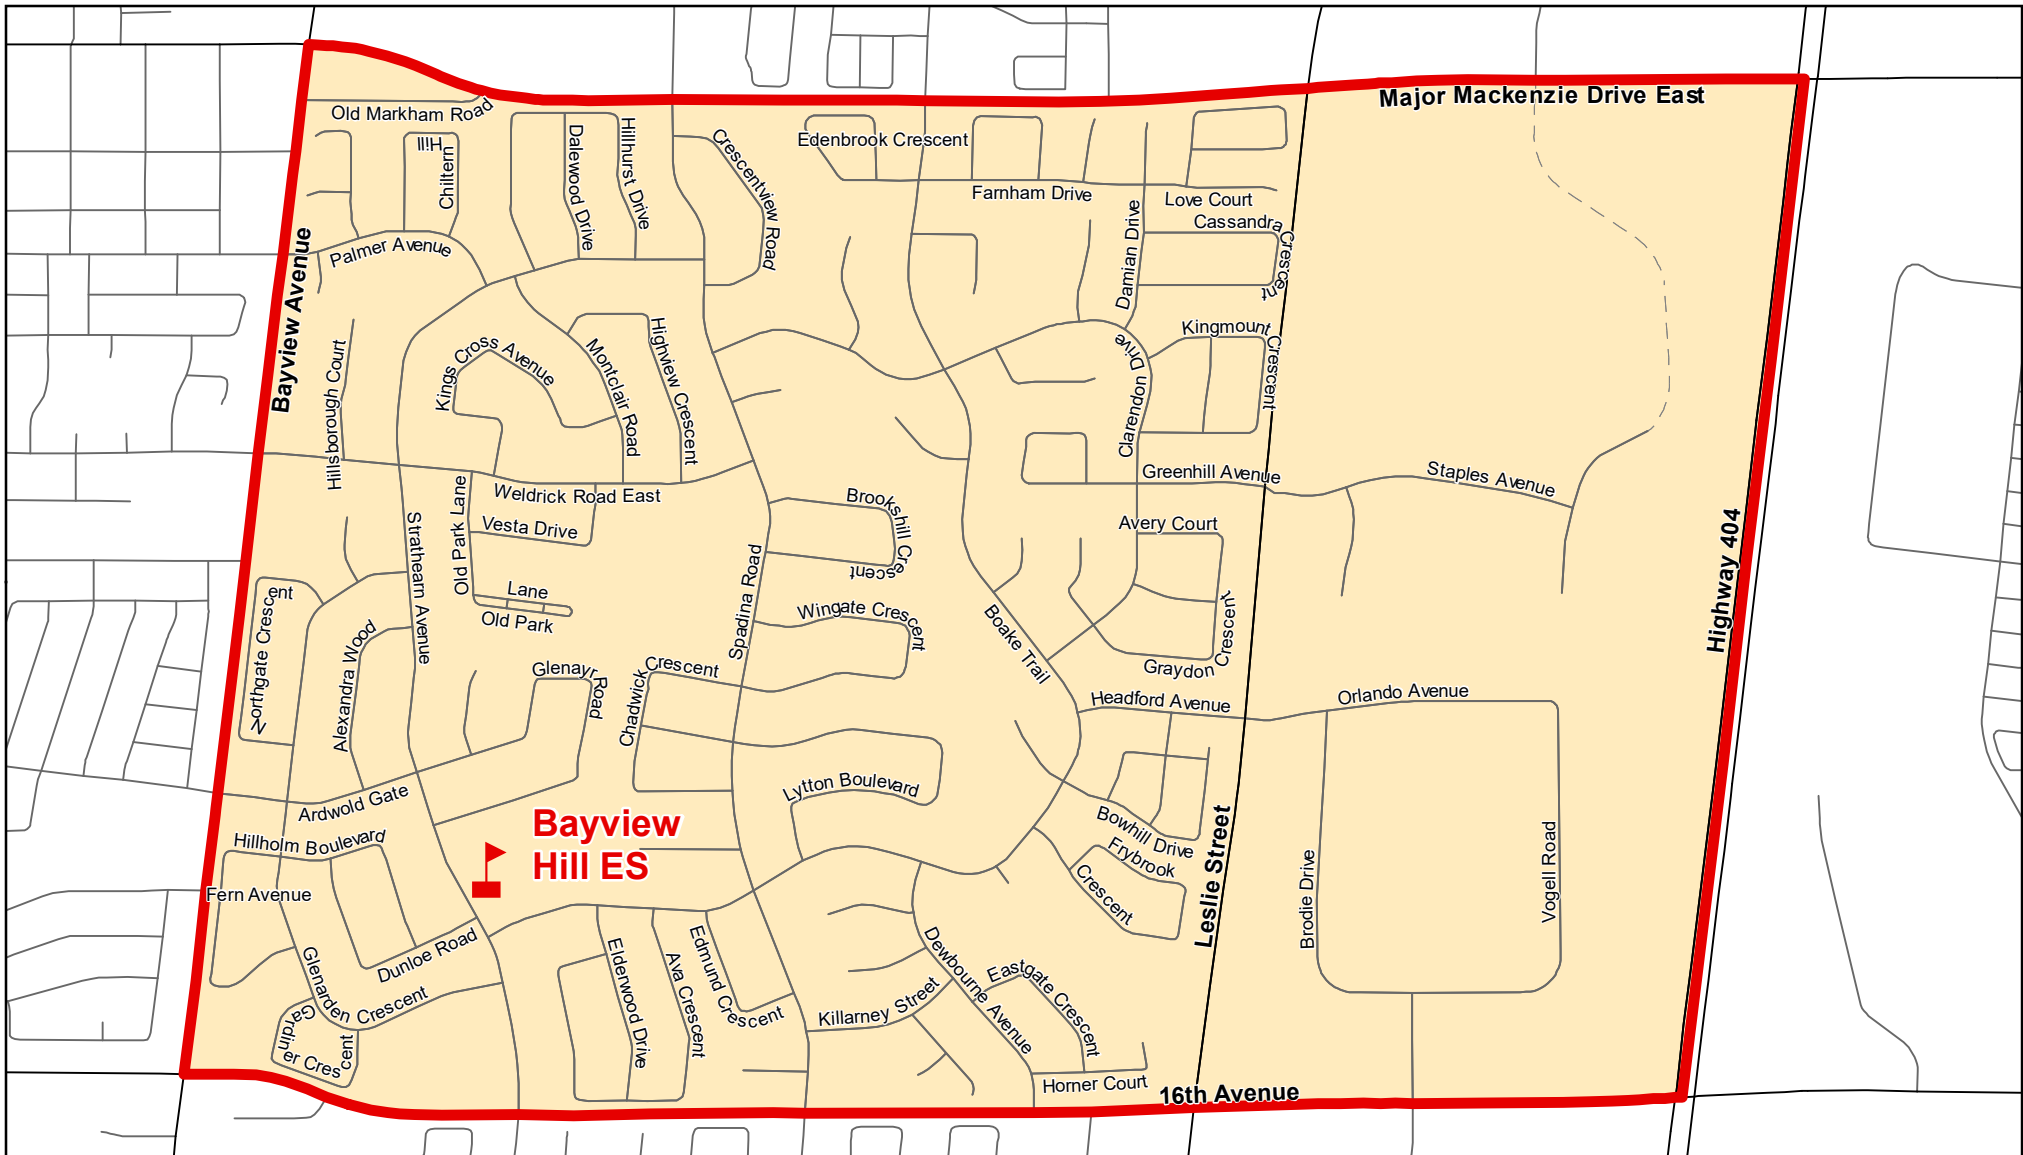 Major Mackenzie Drive East
Old Markham Road
Chiltern
Hill
Dalewood Drive
Hillhurst Drive
Crescentview Road
Edenbrook Crescent
Farnham Drive
Love Court
Cassandra Crescent
Damian Drive
Palmer Avenue
Bayview Avenue
Hillsborough Court
Kings Cross Avenue
Montclair Road
Highview Crescent
Kingmount Crescent
Clarendon Drive
Greenhill Avenue
Staples Avenue
Weldrick Road East
Old Park Lane
Vesta Drive
Strathearn Avenue
Brookshill Crescent
Avery Court
Highway 404
Old Park
Lane
Spadina Road
Wingate Crescent
Boake Trail
Graydon Crescent
Northgate Crescent
Alexandra Wood
Glenayr Road
Chadwick Crescent
Headford Avenue
Orlando Avenue
Ardwold Gate
Lytton Boulevard
Bowhill Drive
Hillholm Boulevard
Bayview
Hill ES
Frybrook Crescent
Leslie Street
Brodie Drive
Vogell Road
Fern Avenue
Dunloe Road
Glenarden Crescent
Gardiner Crescent
Elderwood Drive
Ava Crescent
Edmund Crescent
Killarney Street
Dewbourne Avenue
Eastgate Crescent
Horner Court
16th Avenue